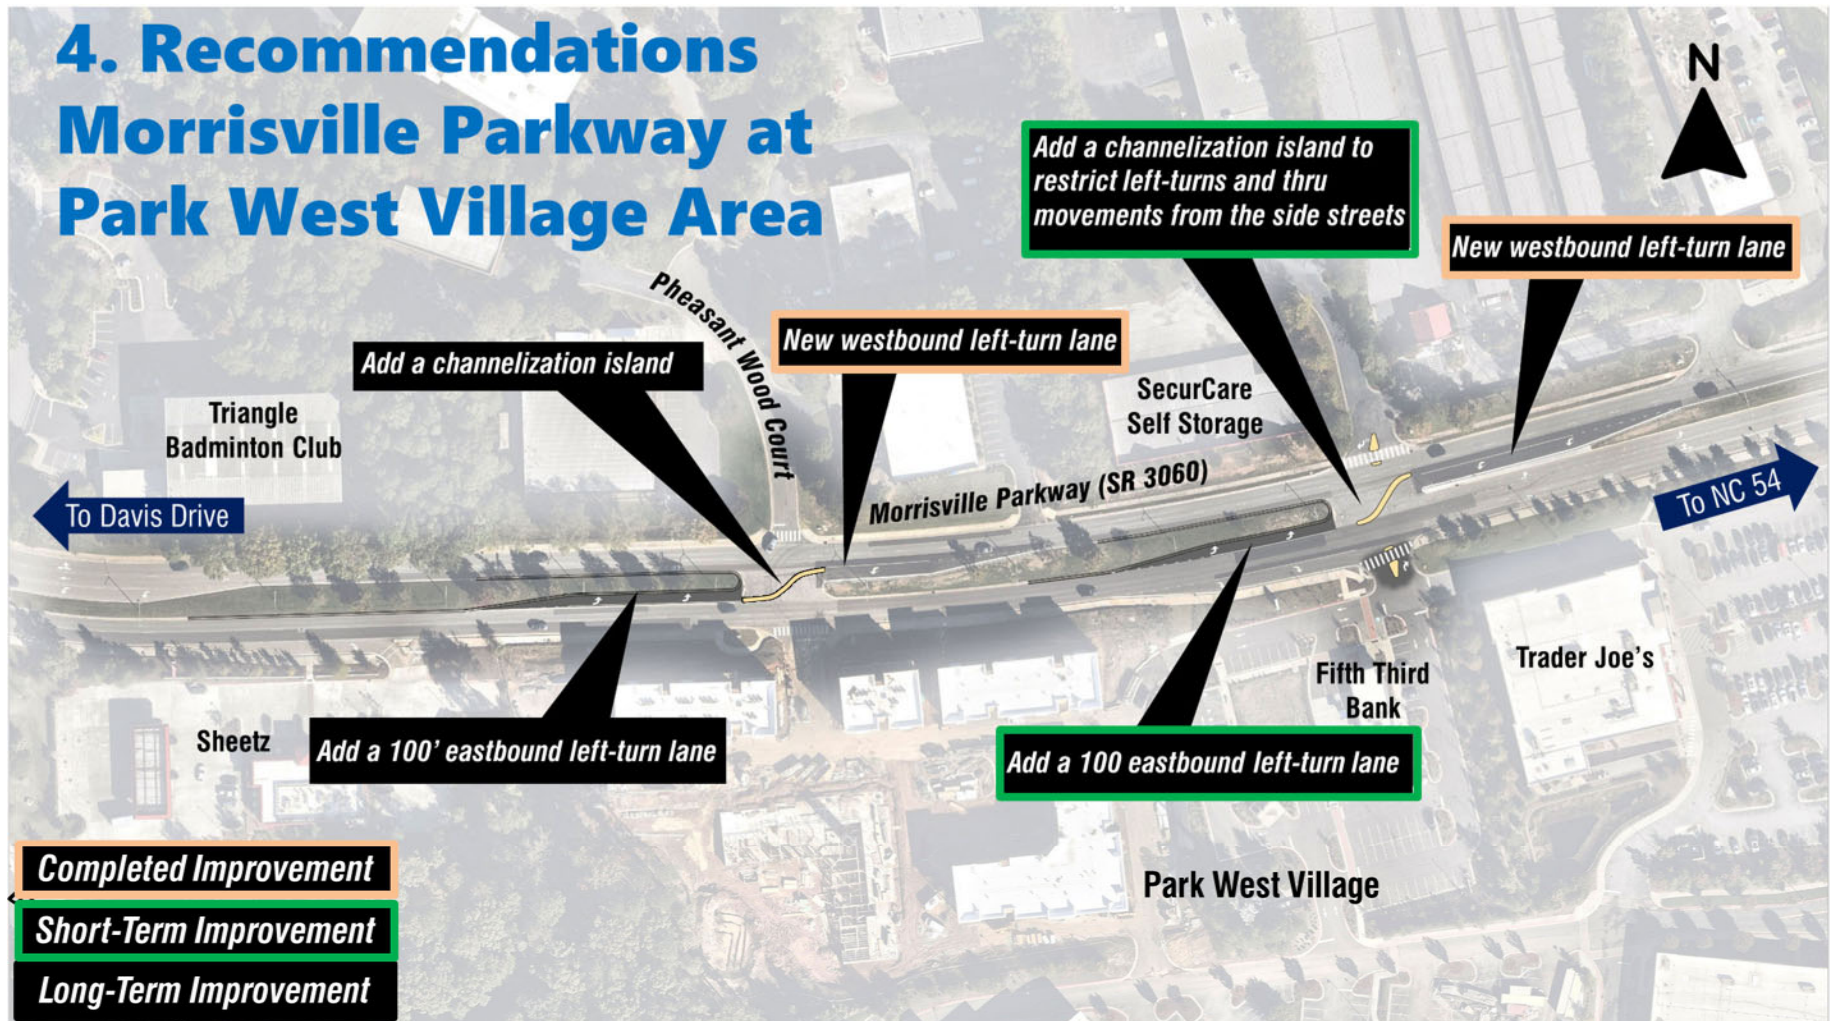 4. Recommendations
Morrisville Parkway at
Park West Village Area
N
Add a channelization island to
restrict left-turns and thru
movements from the side streets
New westbound left-turn lane
Pheasant Wood Court
New westbound left-turn lane
Add a channelization island
Triangle
Badminton Club
SecurCare
Self Storage
Morrisville Parkway (SR 3060)
To Davis Drive
To NC 54
Sheetz
Add a 100' eastbound left-turn lane
Add a 100 eastbound left-turn lane
Fifth Third
Bank
Trader Joe's
Park West Village
Completed Improvement
Short-Term Improvement
Long-Term Improvement